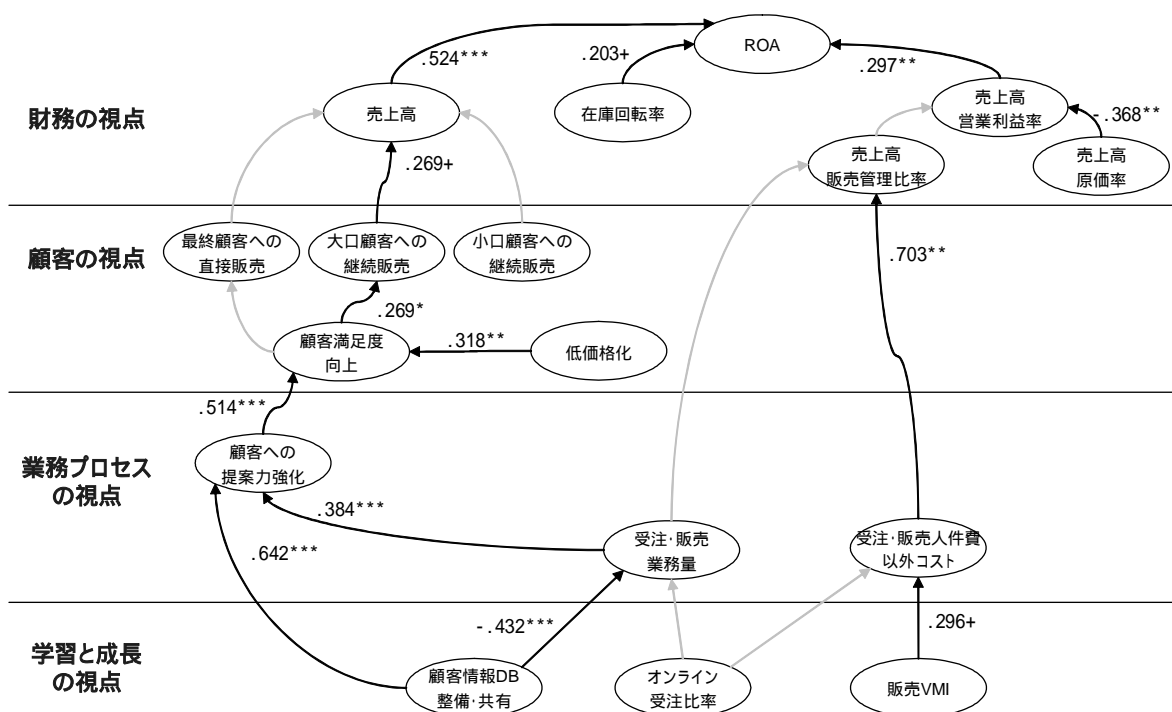 ROA
.524***
.203+
.297**
売上高
在庫回転率
売上高
営業利益率
-.368**
財務の視点
.269+
売上高
販売管理比率
売上高
原価率
最終顧客への
直接販売
大口顧客への
継続販売
小口顧客への
継続販売
顧客の視点
.703**
.269*
顧客満足度
向上
.318**
低価格化
.514***
顧客への
提案力強化
業務プロセス
の視点
.384***
.642***
受注・販売
業務量
受注・販売人件費
以外コスト
-.432***
.296+
学習と成長
の視点
顧客情報DB
整備・共有
オンライン
受注比率
販売VMI